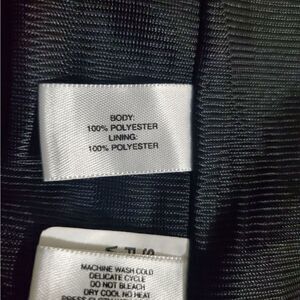 BODY:
100% POLYESTER
LINING:
100% POLYESTER
MACHINE WASH COLD
DELICATE CYCLE
DO NOT BLEACH
DRY COOL NO HEAT